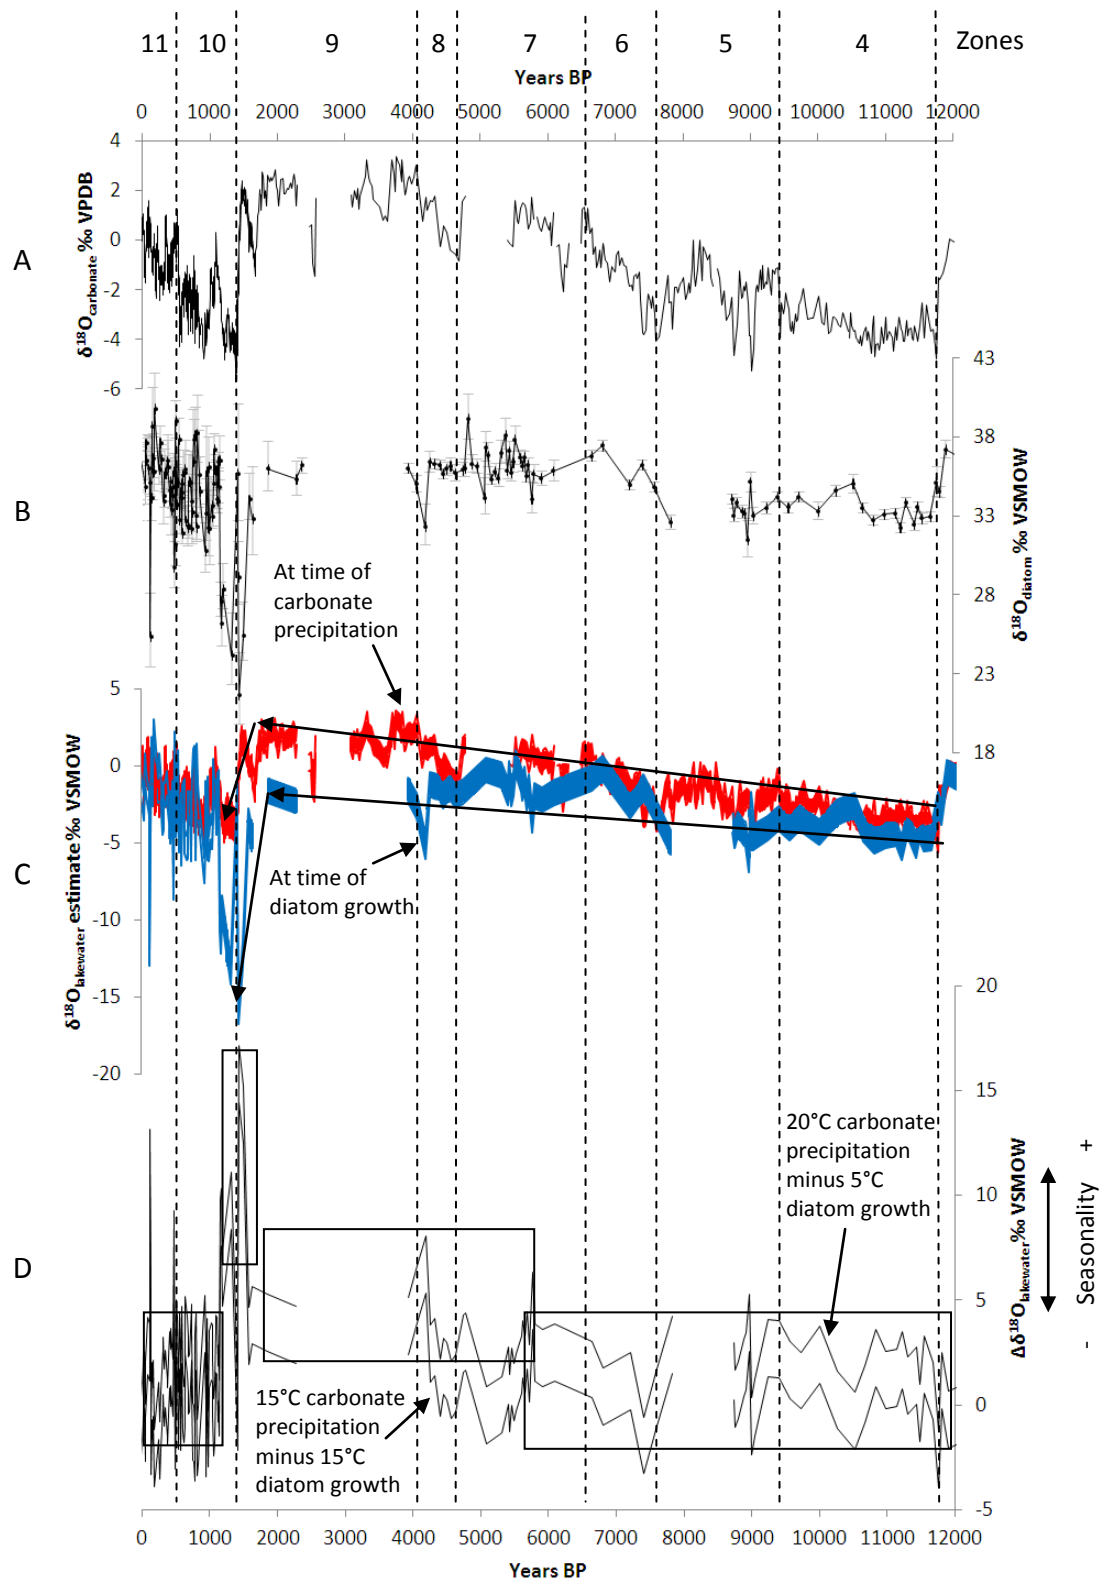 11 10 9 8 7 6 5 4 Zones
Years BP
0 1000 2000 3000 4000 5000 6000 7000 8000 9000 10000 11000 12000
A
δ¹⁸Ocarbonate ‰ VPDB
4
2
0
-2
-4
-6
B
43
38
33
28
23
18
δ¹⁸Odiatom ‰ VSMOW
At time of
carbonate
precipitation
C
δ¹⁸Olakewater estimate‰ VSMOW
5
0
-5
-10
-15
-20
At time of
diatom growth
D
20
15
10
5
0
-5
Δδ¹⁸Olakewater‰ VSMOW
- Seasonality +
20°C carbonate
precipitation
minus 5°C
diatom growth
15°C carbonate
precipitation
minus 15°C
diatom growth
0 1000 2000 3000 4000 5000 6000 7000 8000 9000 10000 11000 12000
Years BP